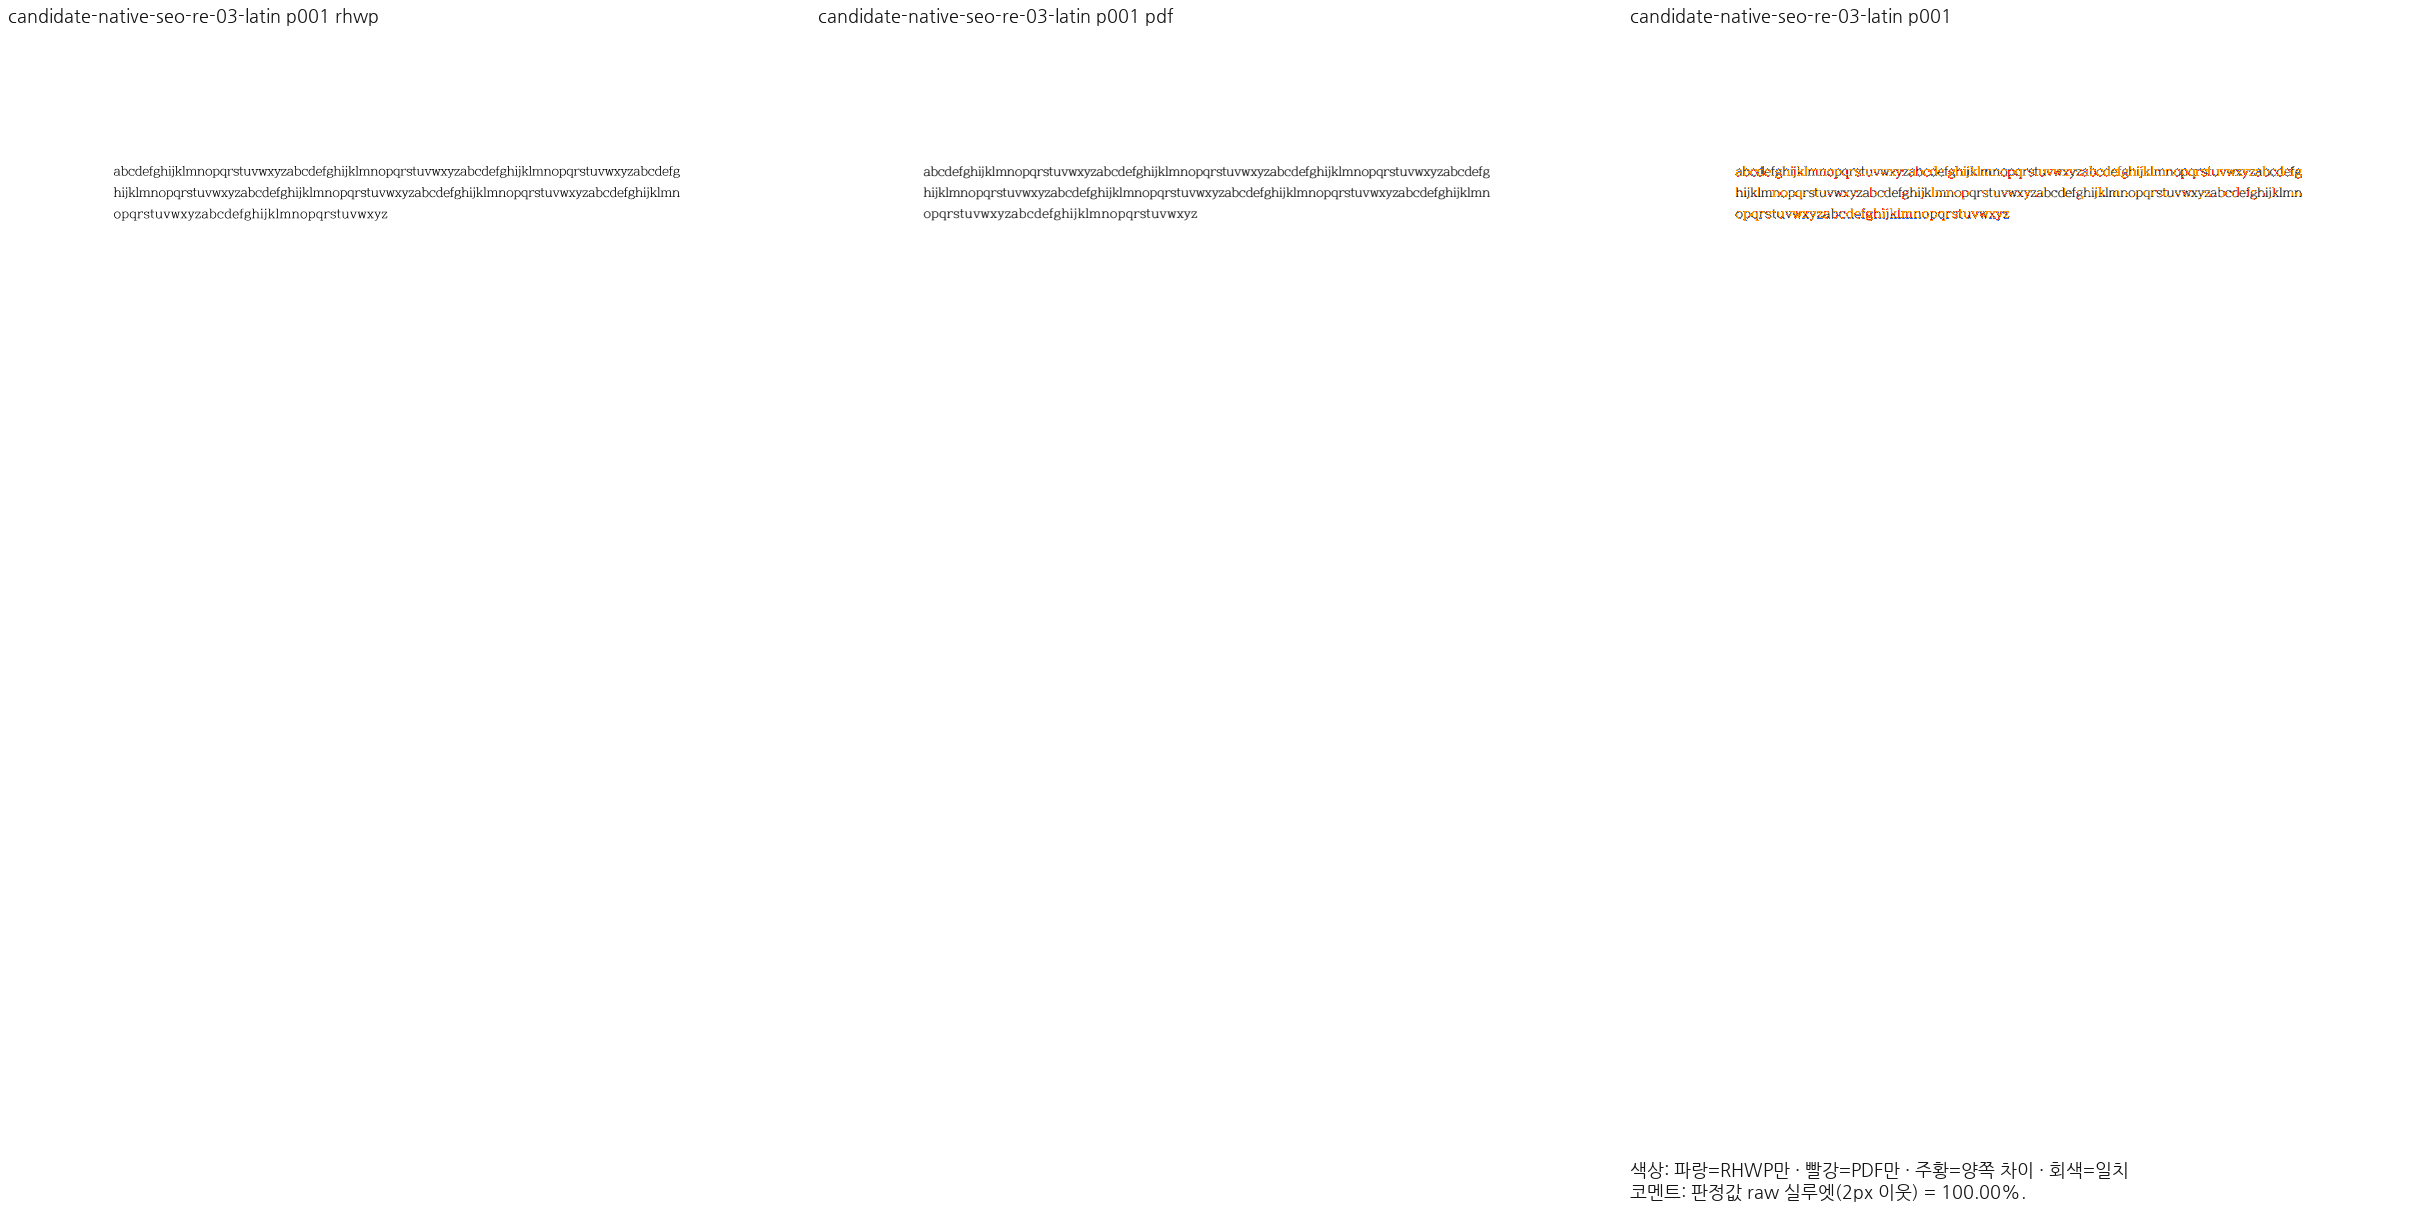 candidate-native-seo-re-03-latin p001 rhwp
candidate-native-seo-re-03-latin p001 pdf
candidate-native-seo-re-03-latin p001
abcdefghijklmnopqrstuvwxyzabcdefghijklmnopqrstuvwxyzabcdefghijklmnopqrstuvwxyzabcdefg
hijklmnopqrstuvwxyzabcdefghijklmnopqrstuvwxyzabcdefghijklmnopqrstuvwxyzabcdefghijklmn
opqrstuvwxyzabcdefghijklmnopqrstuvwxyz
abcdefghijklmnopqrstuvwxyzabcdefghijklmnopqrstuvwxyzabcdefghijklmnopqrstuvwxyzabcdefg
hijklmnopqrstuvwxyzabcdefghijklmnopqrstuvwxyzabcdefghijklmnopqrstuvwxyzabcdefghijklmn
opqrstuvwxyzabcdefghijklmnopqrstuvwxyz
abcdefghijklmnopqrstuvwxyzabcdefghijklmnopqrstuvwxyzabcdefghijklmnopqrstuvwxyzabcdefg
hijklmnopqrstuvwxyzabcdefghijklmnopqrstuvwxyzabcdefghijklmnopqrstuvwxyzabcdefghijklmn
opqrstuvwxyzabcdefghijklmnopqrstuvwxyz
색상: 파랑=RHWP만 · 빨강=PDF만 · 주황=양쪽 차이 · 회색=일치
코멘트: 판정값 raw 실루엣(2px 이웃) = 100.00%.